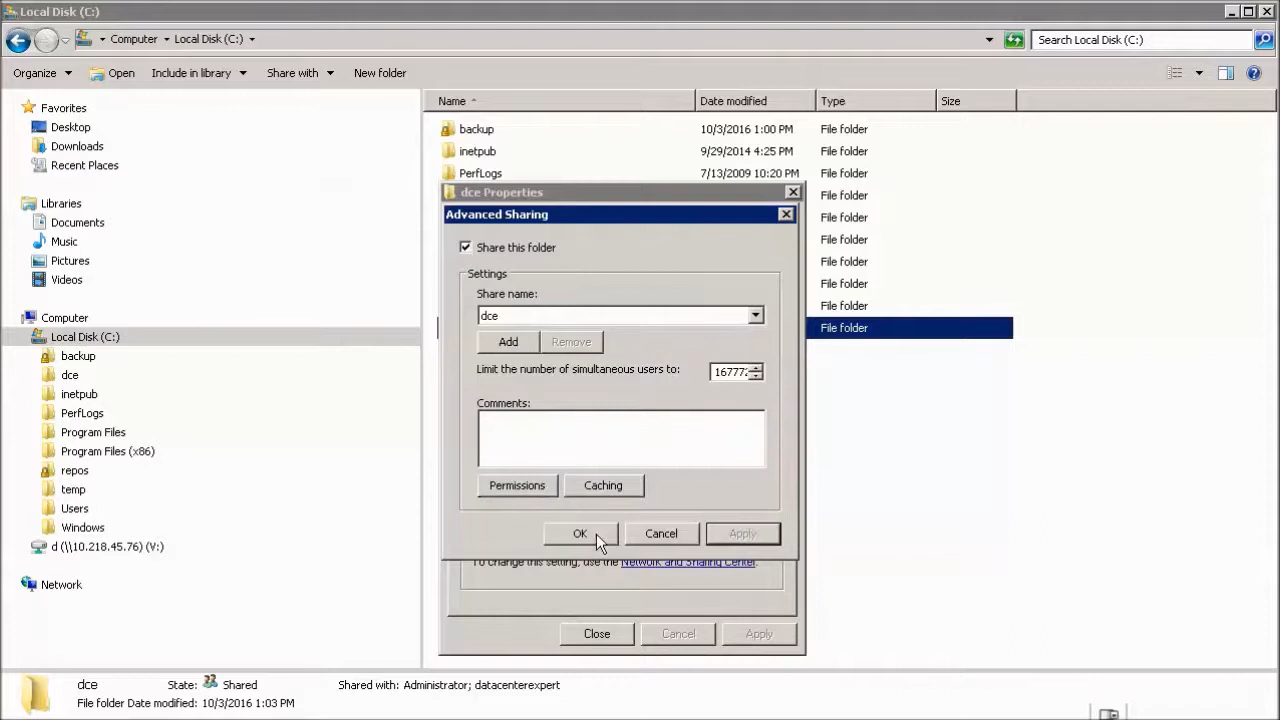 Local Disk (C:)
Computer Local Disk (C:)
Search Local Disk (C:)
Organize Open Include in library Share with New folder
Favorites
Desktop
Downloads
Recent Places
Libraries
Documents
Music
Pictures
Videos
Computer
Local Disk (C:)
backup
dce
inetpub
PerfLogs
Program Files
Program Files (x86)
repos
temp
Users
Windows
d (\\10.218.45.76) (V:)
Network
Name Date modified Type Size
backup 10/3/2016 1:00 PM File folder
inetpub 9/29/2014 4:25 PM File folder
PerfLogs 7/13/2009 10:20 PM File folder
File folder
File folder
File folder
File folder
File folder
File folder
File folder
dce Properties
Advanced Sharing
Share this folder
Settings
Share name:
dce
Add Remove
Limit the number of simultaneous users to: 16777
Comments:
Permissions Caching
OK Cancel Apply
To change this setting, use the Network and Sharing Center.
Close Cancel Apply
dce State: Shared Shared with: Administrator; datacenterexpert
File folder Date modified: 10/3/2016 1:03 PM